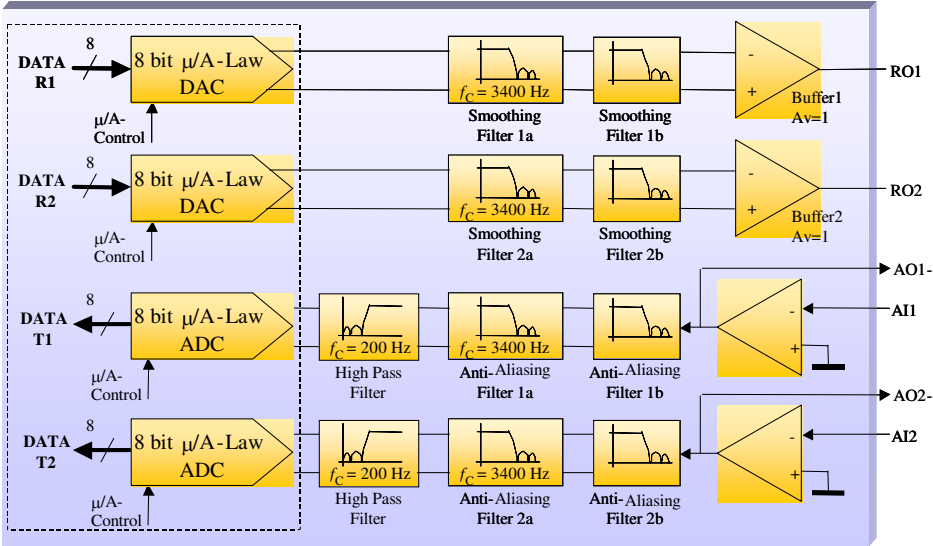 8
DATA
R1
8 bit μ/A-Law
DAC
μ/A-
Control
fC = 3400 Hz
Smoothing
Filter 1a
Smoothing
Filter 1b
-
+
Buffer1
Av=1
RO1
8
DATA
R2
8 bit μ/A-Law
DAC
μ/A-
Control
fC = 3400 Hz
Smoothing
Filter 2a
Smoothing
Filter 2b
-
+
Buffer2
Av=1
RO2
AO1-
8
DATA
T1
8 bit μ/A-Law
ADC
μ/A-
Control
fC = 200 Hz
High Pass
Filter
fC = 3400 Hz
Anti-Aliasing
Filter 1a
Anti-Aliasing
Filter 1b
-
+
AI1
AO2-
8
DATA
T2
8 bit μ/A-Law
ADC
μ/A-
Control
fC = 200 Hz
High Pass
Filter
fC = 3400 Hz
Anti-Aliasing
Filter 2a
Anti-Aliasing
Filter 2b
-
+
AI2